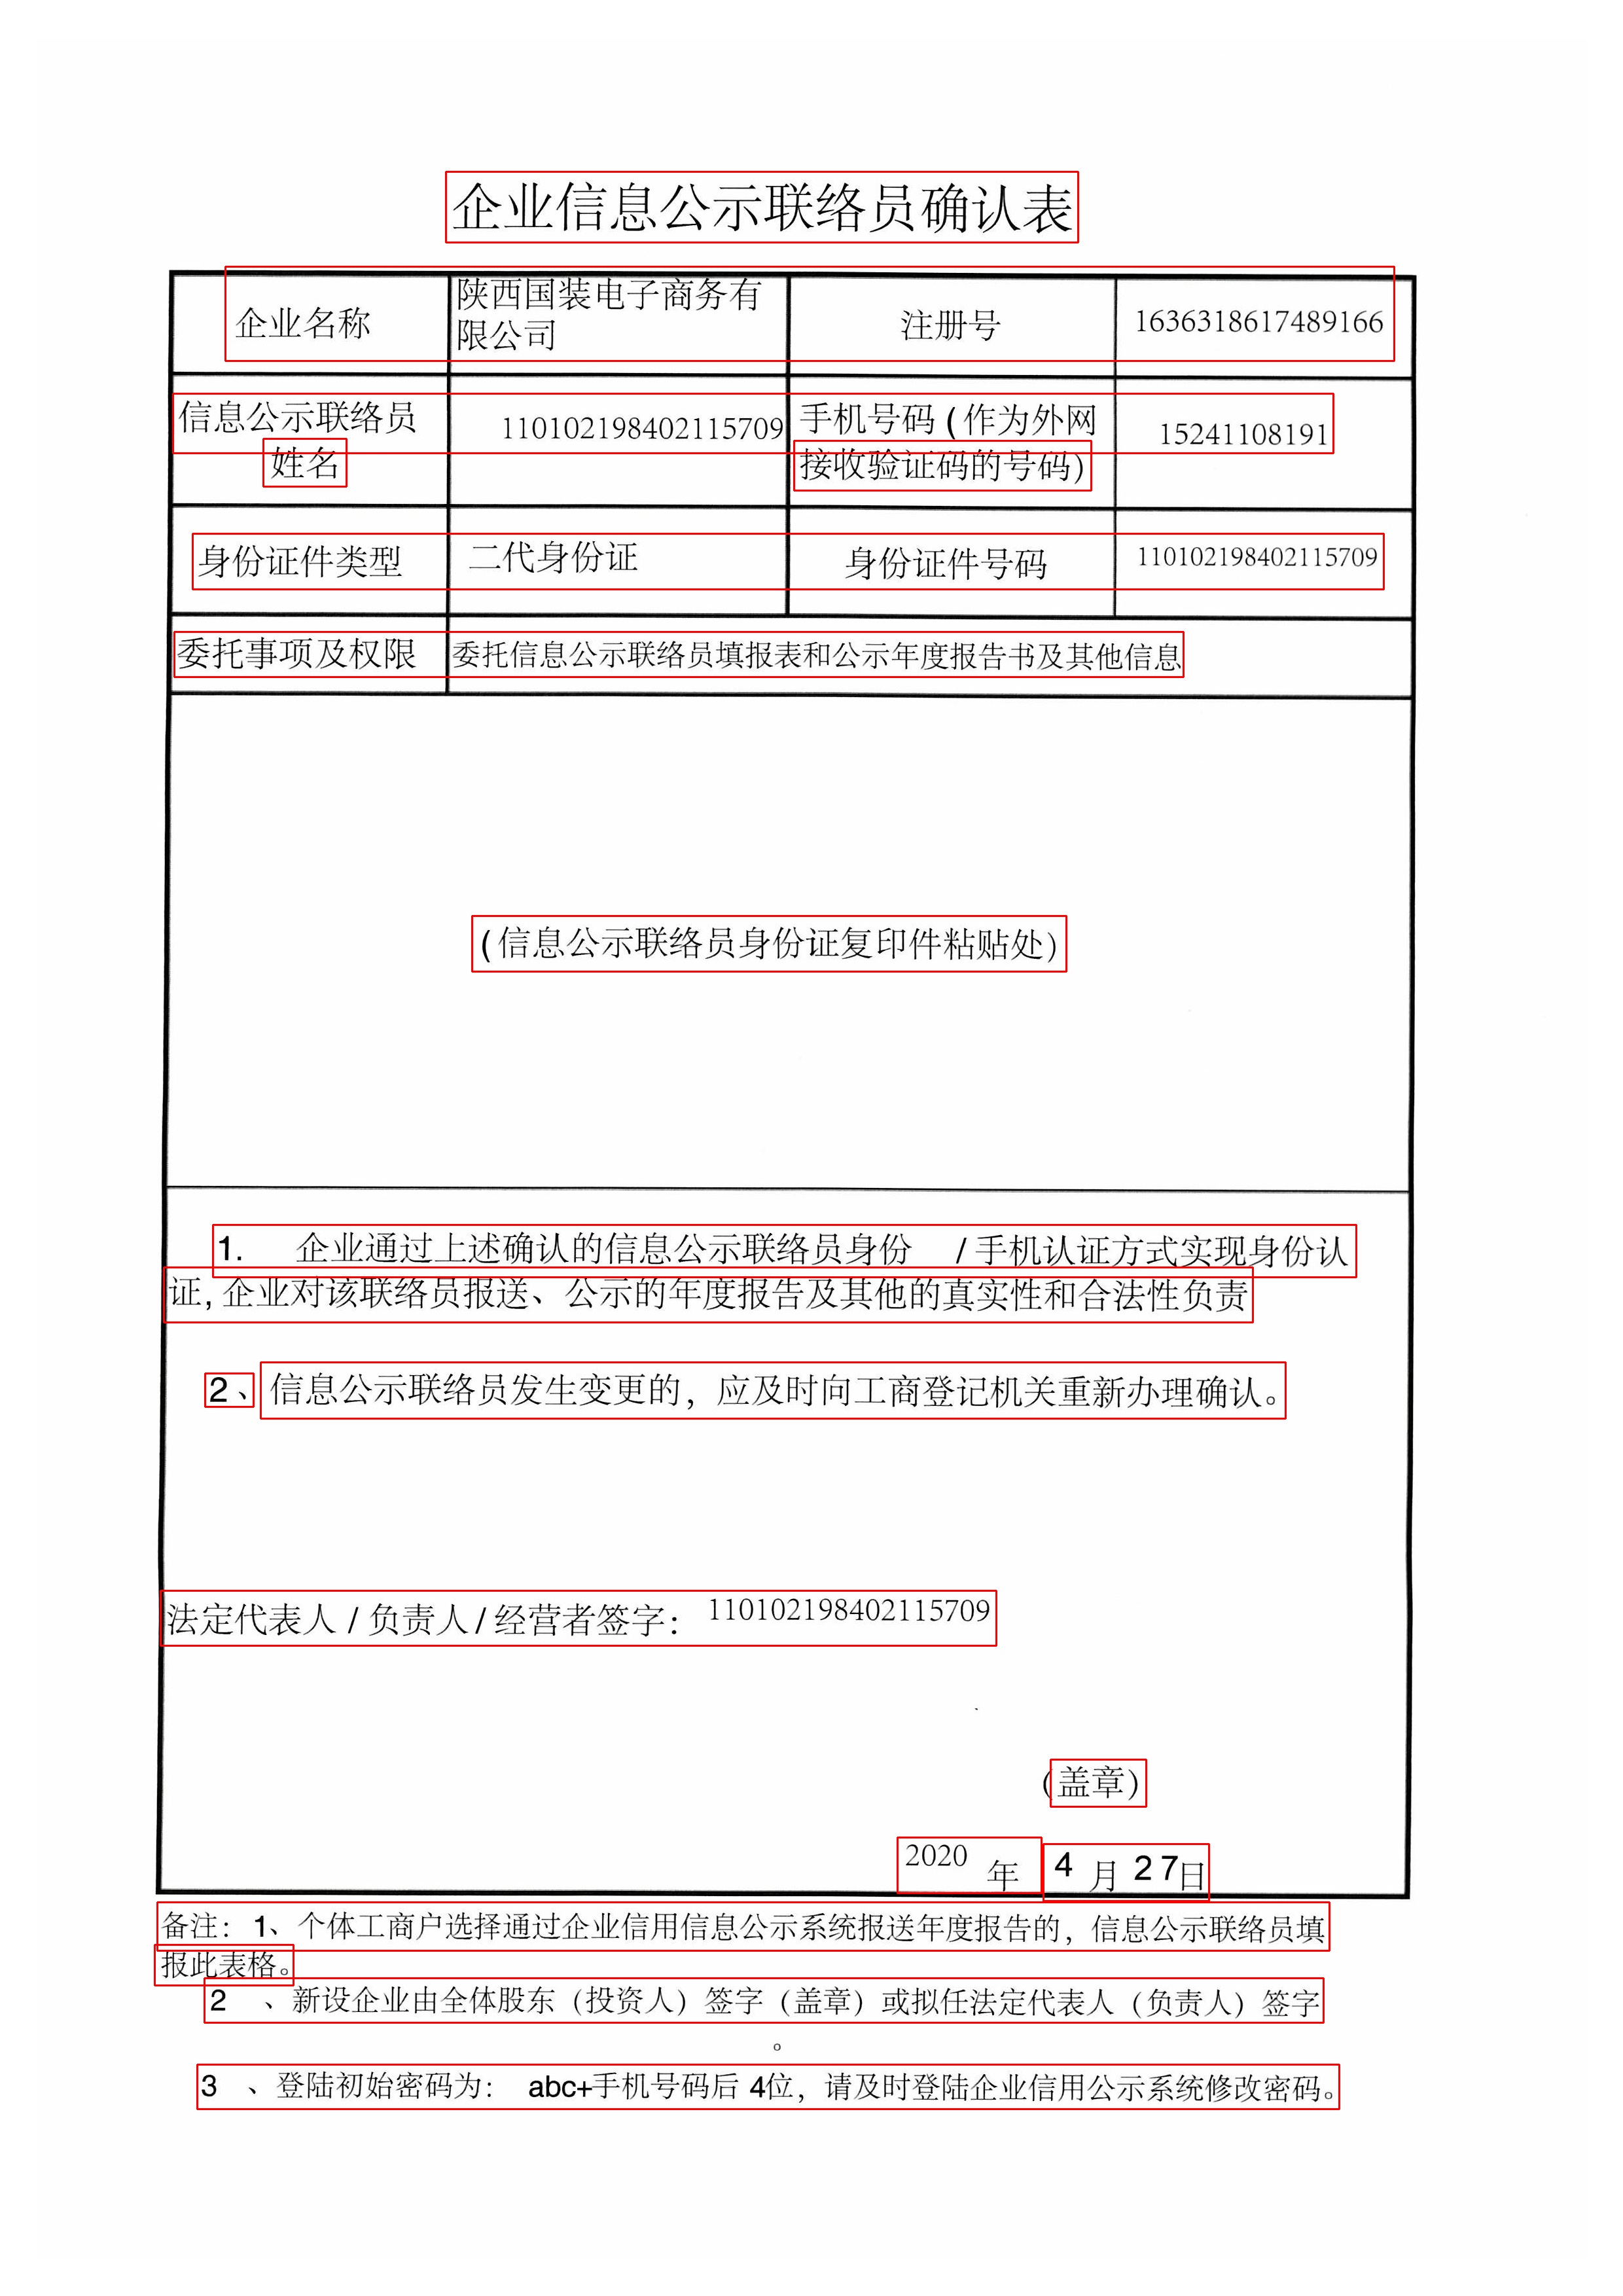 企业信息公示联络员确认表
企业名称 陕西国装电子商务有限公司 注册号 1636318617489166
信息公示联络员姓名 110102198402115709 手机号码(作为外网接收验证码的号码) 15241108191
身份证件类型 二代身份证 身份证件号码 110102198402115709
委托事项及权限 委托信息公示联络员填报表和公示年度报告书及其他信息
(信息公示联络员身份证复印件粘贴处)
1. 企业通过上述确认的信息公示联络员身份 /手机认证方式实现身份认
证,企业对该联络员报送、公示的年度报告及其他的真实性和合法性负责
2、信息公示联络员发生变更的，应及时向工商登记机关重新办理确认。
法定代表人/负责人/经营者签字： 110102198402115709
(盖章)
2020 年 4 月 27日
备注：1、个体工商户选择通过企业信用信息公示系统报送年度报告的，信息公示联络员填
报此表格。
2 、新设企业由全体股东（投资人）签字（盖章）或拟任法定代表人（负责人）签字
。
3 、登陆初始密码为： abc+手机号码后 4位，请及时登陆企业信用公示系统修改密码。